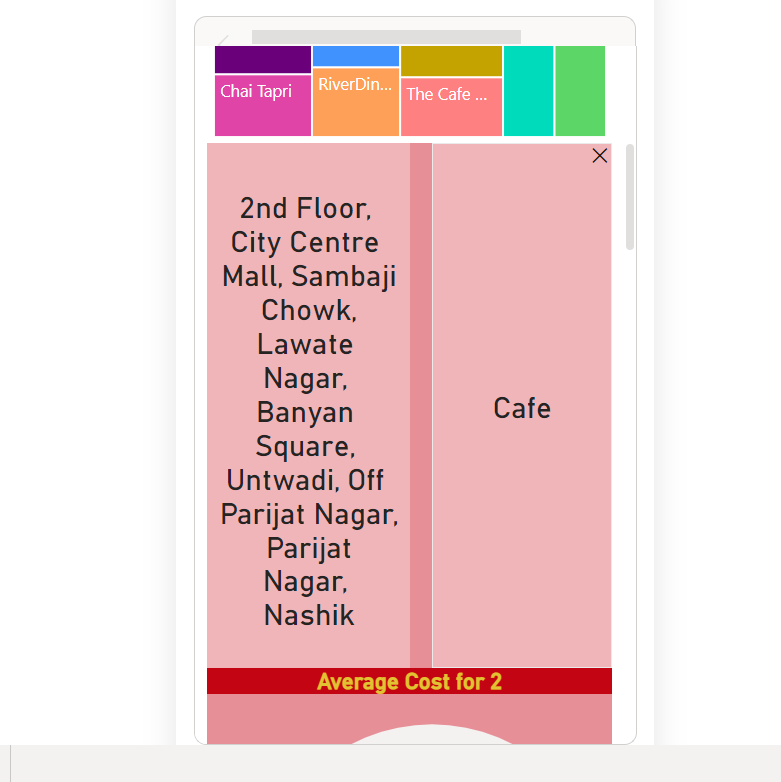 Chai Tapri
RiverDin...
The Cafe ...
2nd Floor,
City Centre
Mall, Sambaji
Chowk,
Lawate
Nagar,
Banyan
Square,
Untwadi, Off
Parijat Nagar,
Parijat
Nagar,
Nashik
Cafe
Average Cost for 2